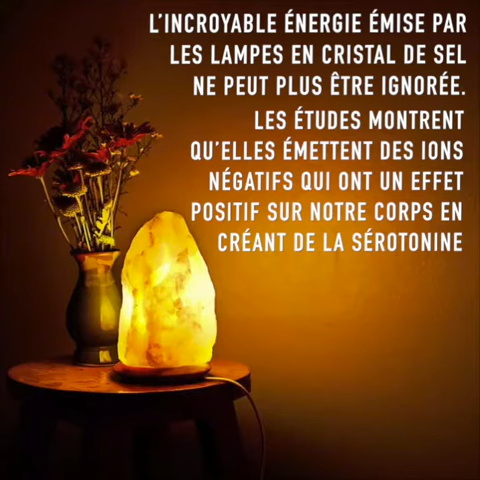 L'INCROYABLE ÉNERGIE ÉMISE PAR
LES LAMPES EN CRISTAL DE SEL
NE PEUT PLUS ÊTRE IGNORÉE.
LES ÉTUDES MONTRENT
QU'ELLES ÉMETTENT DES IONS
NÉGATIFS QUI ONT UN EFFET
POSITIF SUR NOTRE CORPS EN
CRÉANT DE LA SÉROTONINE